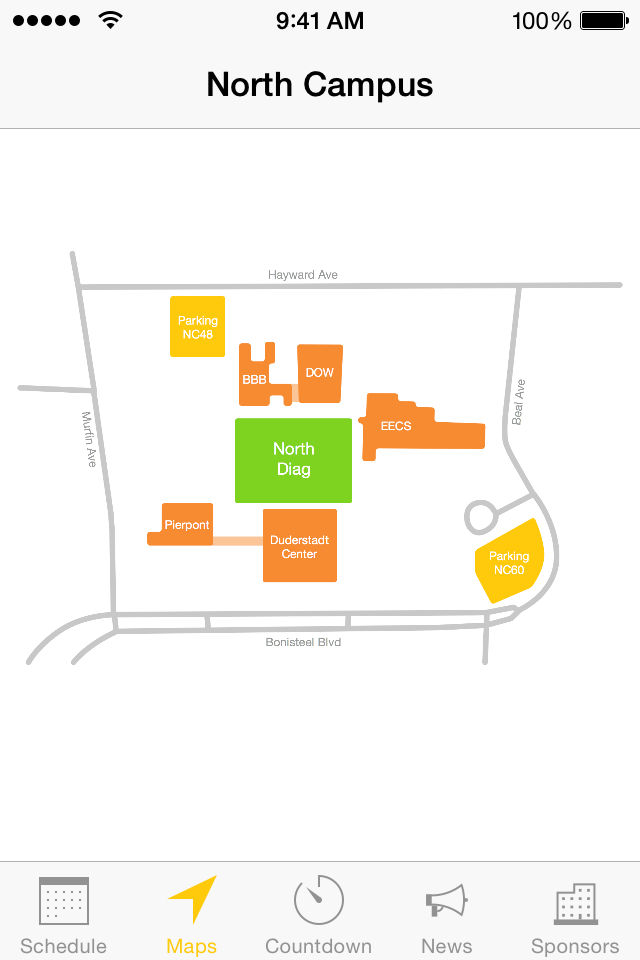 9:41 AM
100%
North Campus
Hayward Ave
Parking
NC48
BBB
DOW
Beal Ave
Murfin Ave
EECS
North
Diag
Pierpont
Duderstadt
Center
Parking
NC60
Bonisteel Blvd
Schedule
Maps
Countdown
News
Sponsors